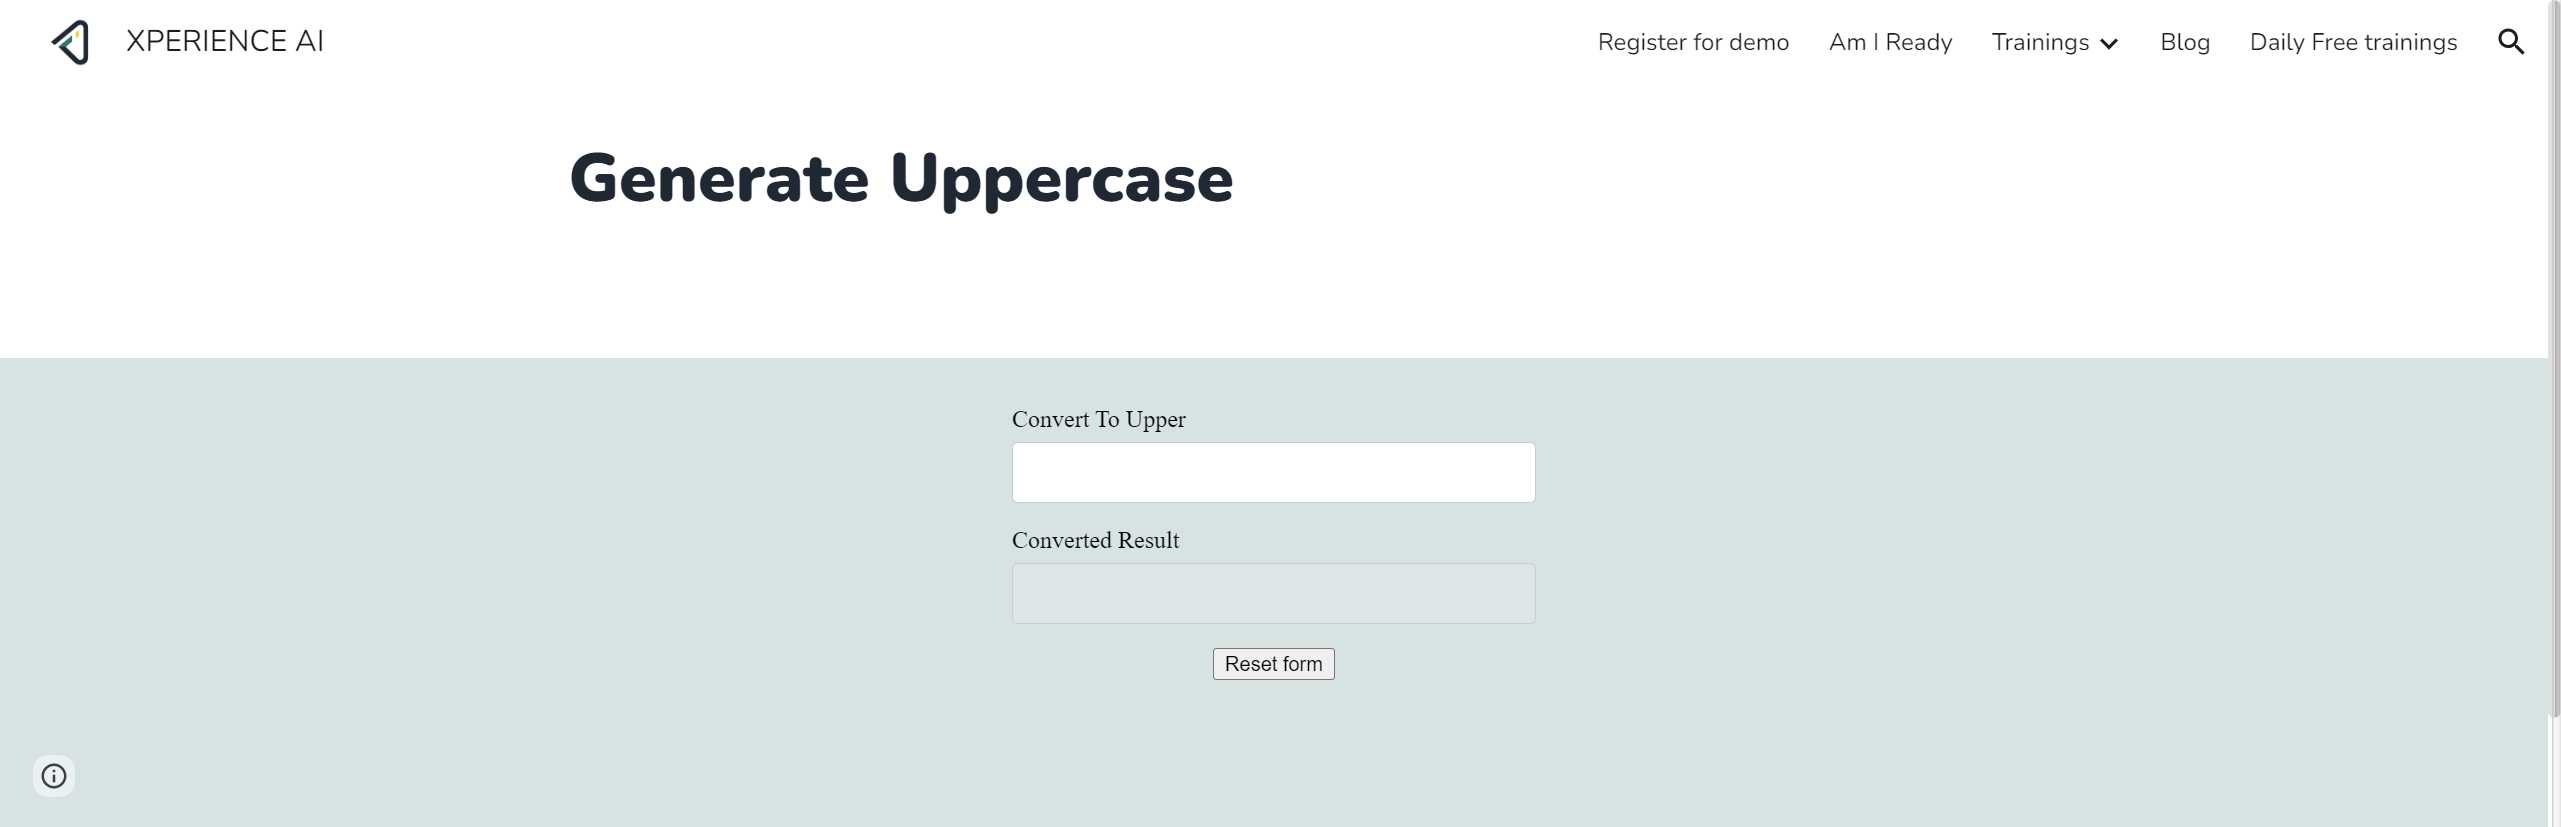 XPERIENCE AI
Register for demo
Am I Ready
Trainings
Blog
Daily Free trainings
Generate Uppercase
Convert To Upper
Converted Result
Reset form